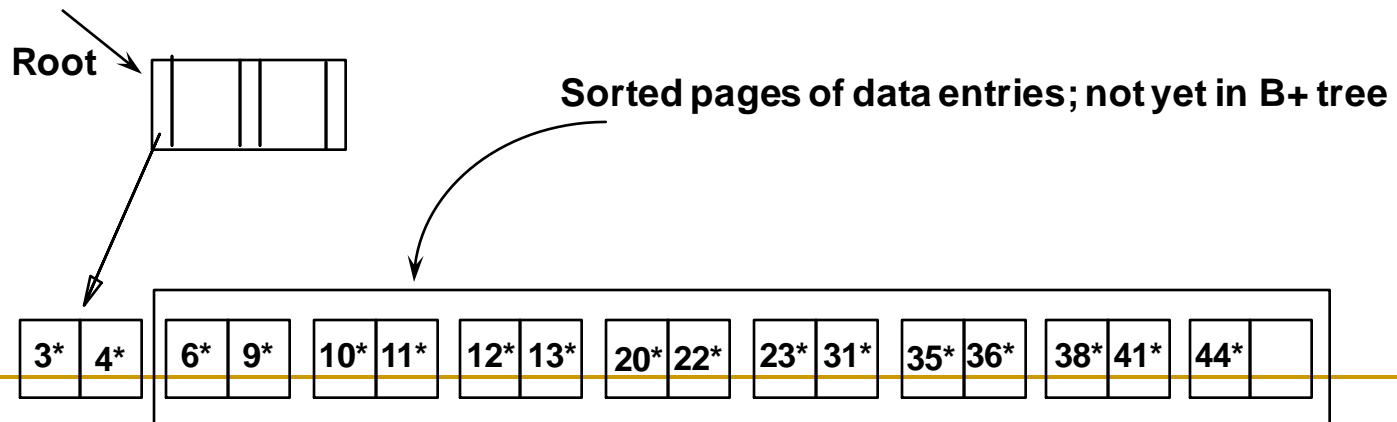 Root
Sorted pages of data entries; not yet in B+ tree
3* 4* 6* 9* 10* 11* 12* 13* 20* 22* 23* 31* 35* 36* 38* 41* 44*